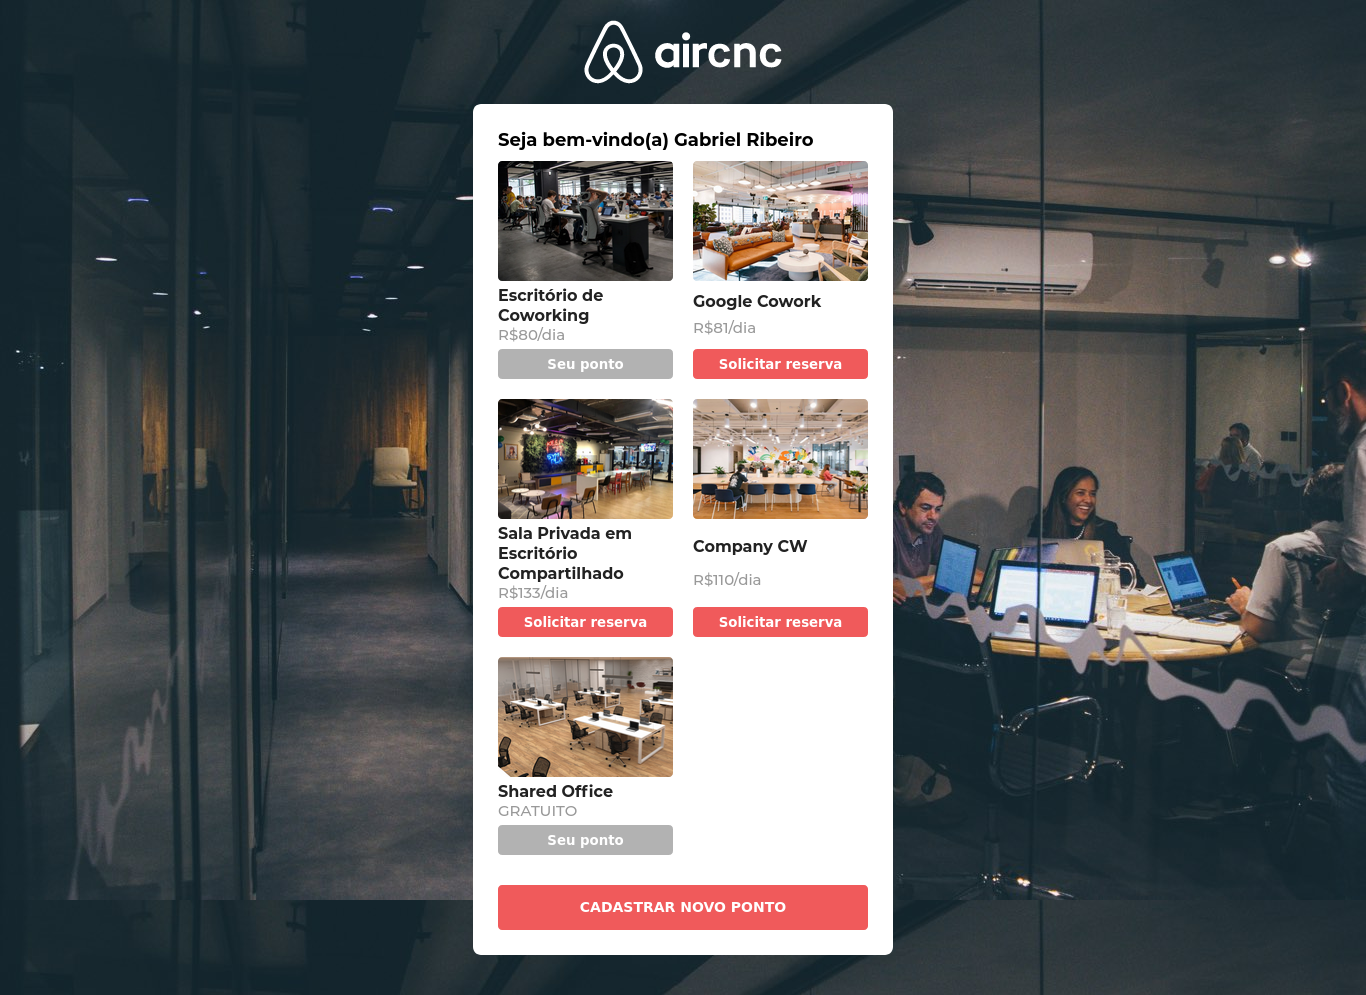 aircnc
Seja bem-vindo(a) Gabriel Ribeiro
Escritório de
Coworking
R$80/dia
Seu ponto
Google Cowork
R$81/dia
Solicitar reserva
Sala Privada em
Escritório
Compartilhado
R$133/dia
Solicitar reserva
Company CW
R$110/dia
Solicitar reserva
Shared Office
GRATUITO
Seu ponto
CADASTRAR NOVO PONTO